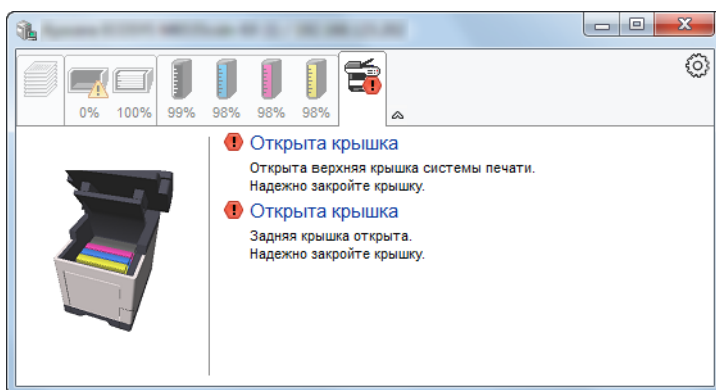 0% 100% 99% 98% 98% 98%
Открыта крышка
Открыта верхняя крышка системы печати.
Надежно закройте крышку.
Открыта крышка
Задняя крышка открыта.
Надежно закройте крышку.